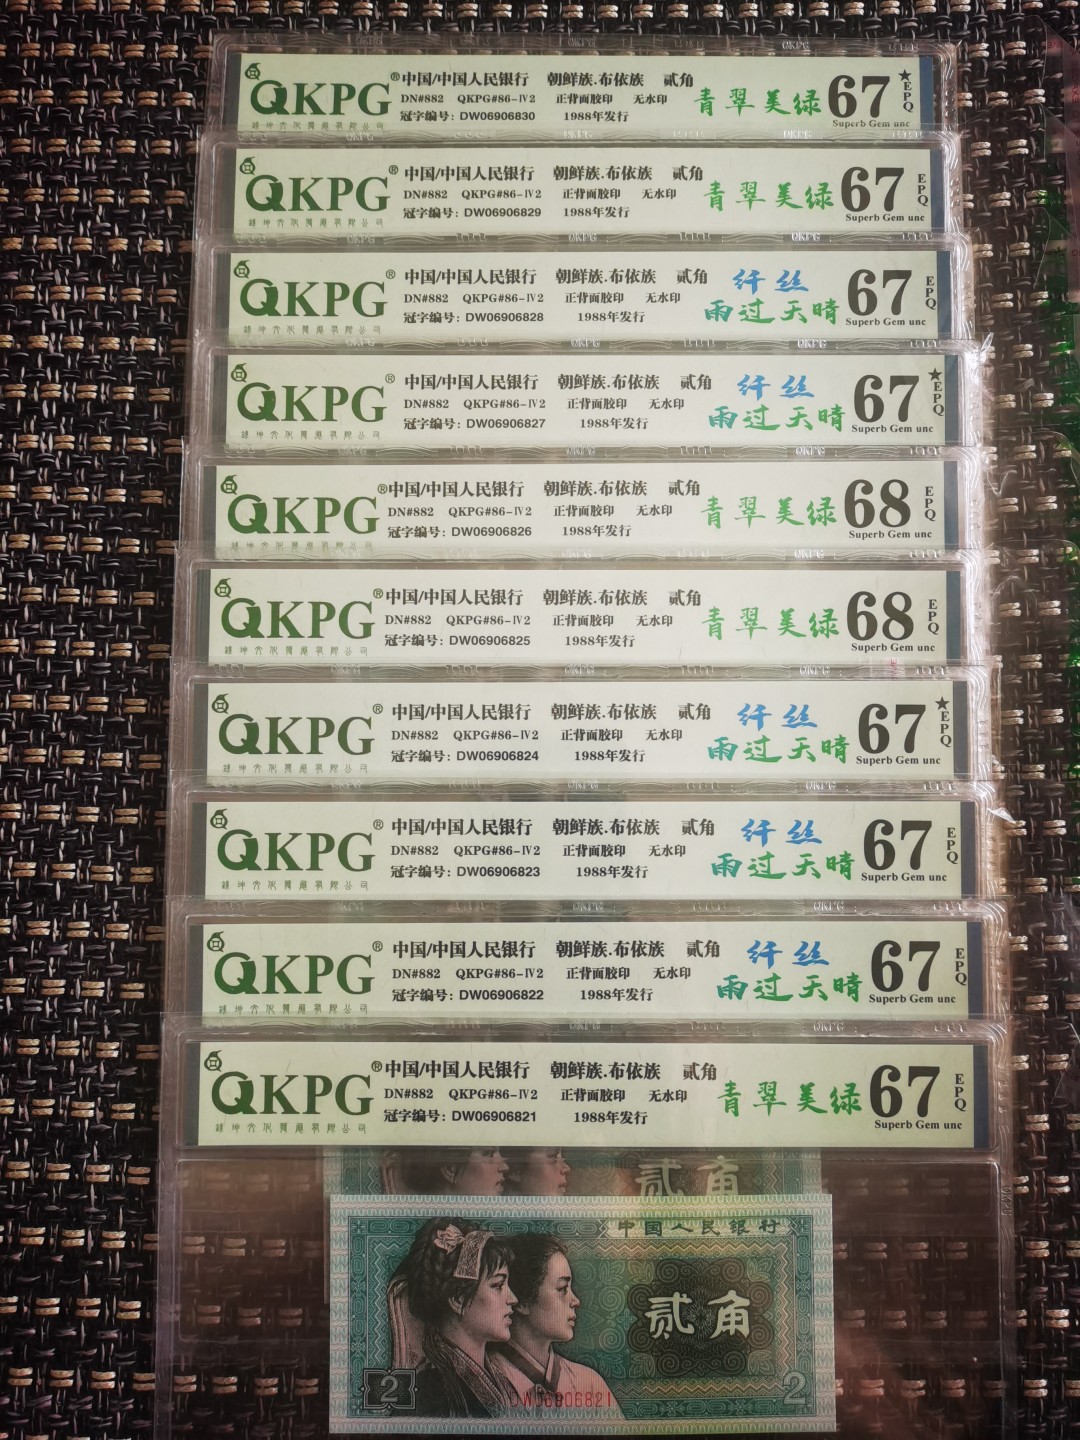 QKPG® 中国/中国人民银行 朝鲜族.布依族 贰角
DN#882 QKPG#86-IV2 正背面胶印 无水印
冠字编号: DW06906830 1988年发行
青翠美绿 67 ★EPQ
Superb Gem unc
QKPG® 中国/中国人民银行 朝鲜族.布依族 贰角
DN#882 QKPG#86-IV2 正背面胶印 无水印
冠字编号: DW06906829 1988年发行
青翠美绿 67 EPQ
Superb Gem unc
QKPG® 中国/中国人民银行 朝鲜族.布依族 贰角
DN#882 QKPG#86-IV2 正背面胶印 无水印
冠字编号: DW06906828 1988年发行
纤丝
雨过天晴 67 EPQ
Superb Gem unc
QKPG® 中国/中国人民银行 朝鲜族.布依族 贰角
DN#882 QKPG#86-IV2 正背面胶印 无水印
冠字编号: DW06906827 1988年发行
纤丝
雨过天晴 67 ★EPQ
Superb Gem unc
QKPG® 中国/中国人民银行 朝鲜族.布依族 贰角
DN#882 QKPG#86-IV2 正背面胶印 无水印
冠字编号: DW06906826 1988年发行
青翠美绿 68 EPQ
Superb Gem unc
QKPG® 中国/中国人民银行 朝鲜族.布依族 贰角
DN#882 QKPG#86-IV2 正背面胶印 无水印
冠字编号: DW06906825 1988年发行
青翠美绿 68 EPQ
Superb Gem unc
QKPG® 中国/中国人民银行 朝鲜族.布依族 贰角
DN#882 QKPG#86-IV2 正背面胶印 无水印
冠字编号: DW06906824 1988年发行
纤丝
雨过天晴 67 ★EPQ
Superb Gem unc
QKPG® 中国/中国人民银行 朝鲜族.布依族 贰角
DN#882 QKPG#86-IV2 正背面胶印 无水印
冠字编号: DW06906823 1988年发行
纤丝
雨过天晴 67 EPQ
Superb Gem unc
QKPG® 中国/中国人民银行 朝鲜族.布依族 贰角
DN#882 QKPG#86-IV2 正背面胶印 无水印
冠字编号: DW06906822 1988年发行
纤丝
雨过天晴 67 EPQ
Superb Gem unc
QKPG® 中国/中国人民银行 朝鲜族.布依族 贰角
DN#882 QKPG#86-IV2 正背面胶印 无水印
冠字编号: DW06906821 1988年发行
青翠美绿 67 EPQ
Superb Gem unc
贰角
中国人民银行
贰角
2 DW06906821 2